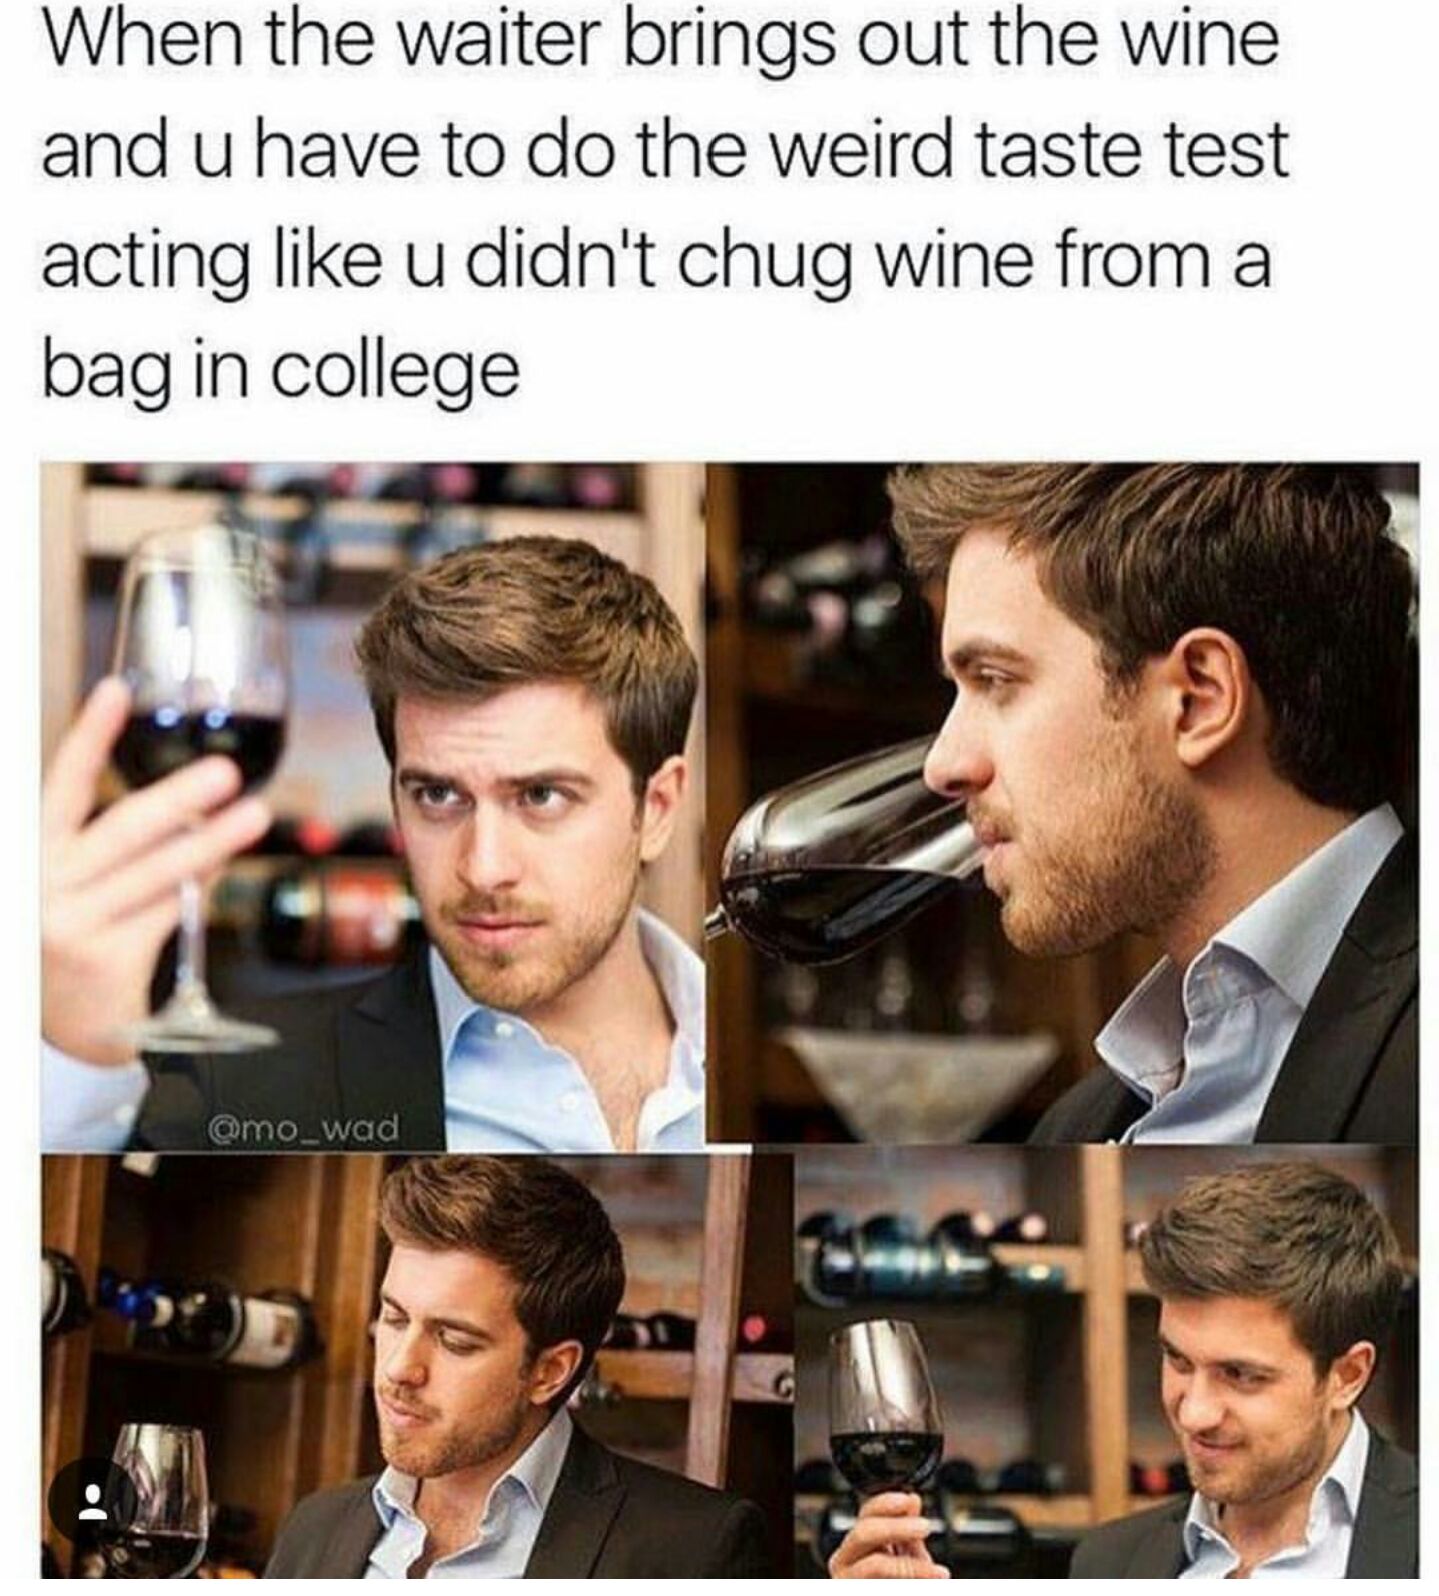 When the waiter brings out the wine
and u have to do the weird taste test
acting like u didn't chug wine from a
bag in college
@mo_wad